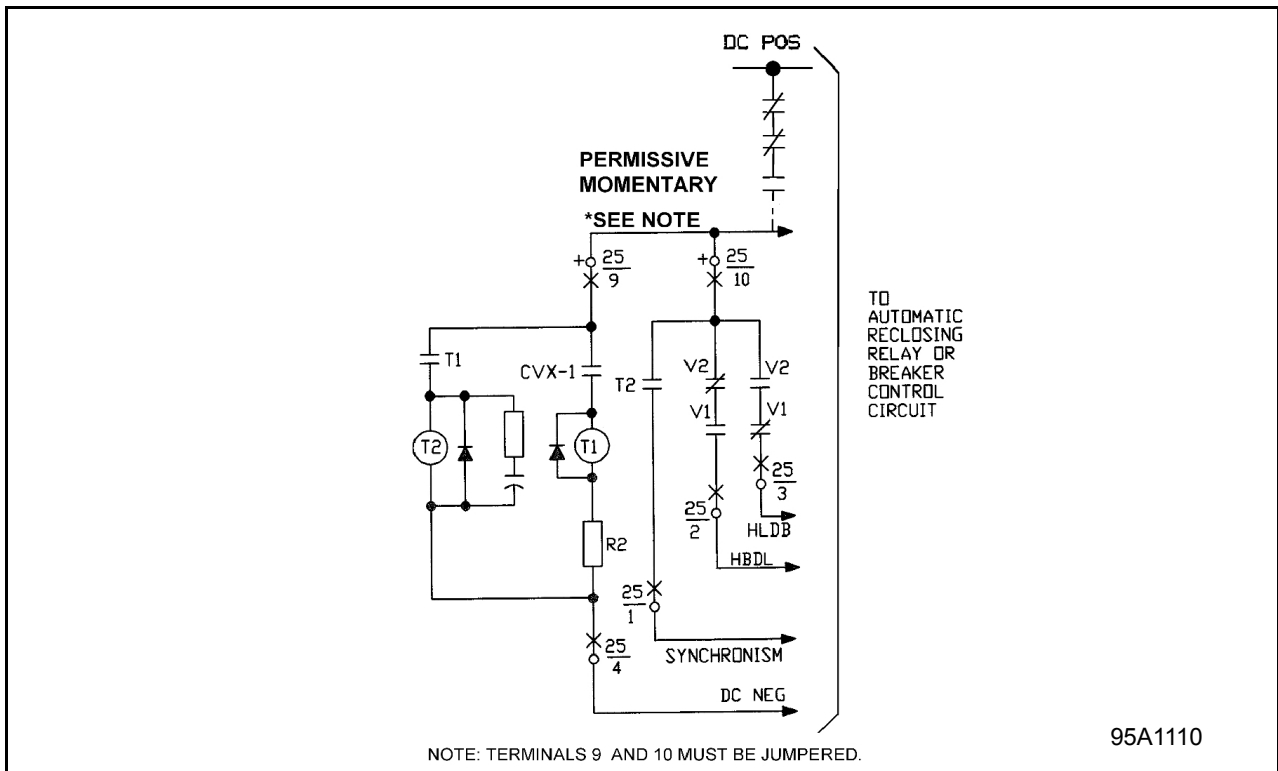 DC POS
PERMISSIVE
MOMENTARY
*SEE NOTE
+ 25
9
+ 25
10
TO
AUTOMATIC
RECLOSING
RELAY OR
BREAKER
CONTROL
CIRCUIT
T1
CVX-1
T2
V2
V2
V1
V1
T2
T1
25
3
HLDB
25
2
HBDL
R2
25
1
SYNCHRONISM
25
4
DC NEG
NOTE: TERMINALS 9 AND 10 MUST BE JUMPERED.
95A1110